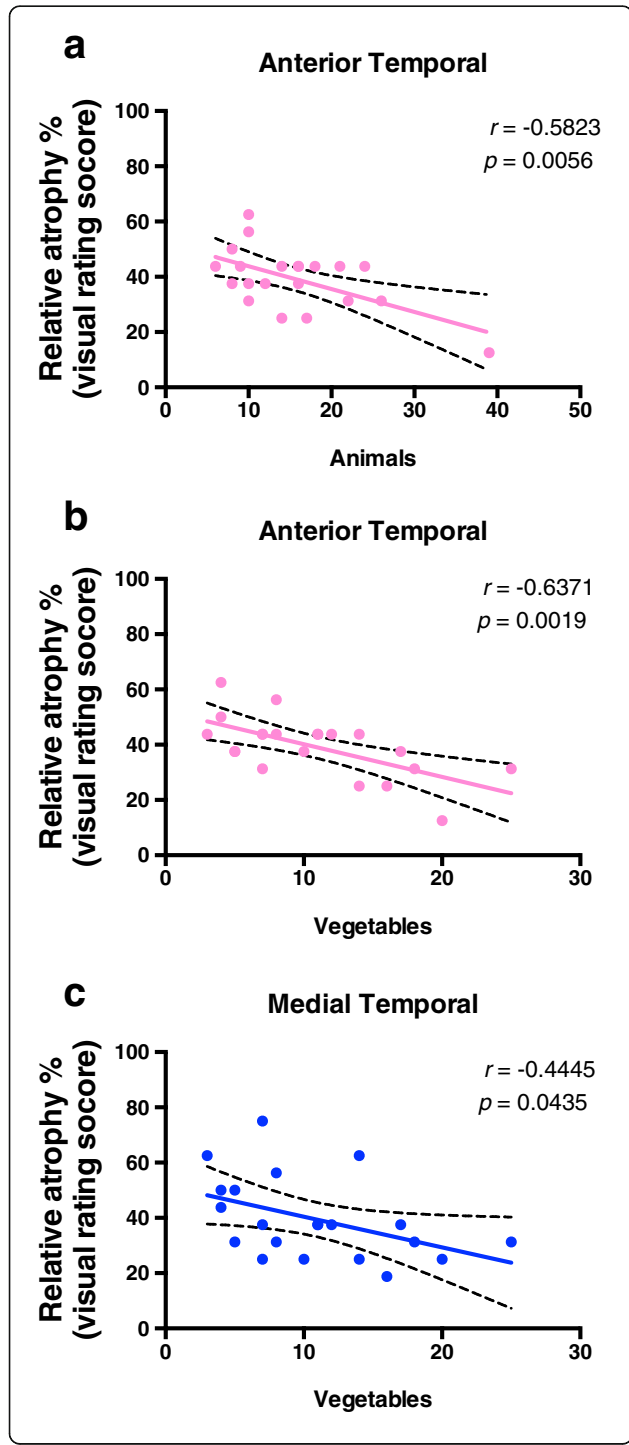 a
Anterior Temporal
r = -0.5823
p = 0.0056
Relative atrophy %
(visual rating socore)
100
80
60
40
20
0
0 10 20 30 40 50
Animals
b
Anterior Temporal
r = -0.6371
p = 0.0019
Relative atrophy %
(visual rating socore)
100
80
60
40
20
0
0 10 20 30
Vegetables
c
Medial Temporal
r = -0.4445
p = 0.0435
Relative atrophy %
(visual rating socore)
100
80
60
40
20
0
0 10 20 30
Vegetables